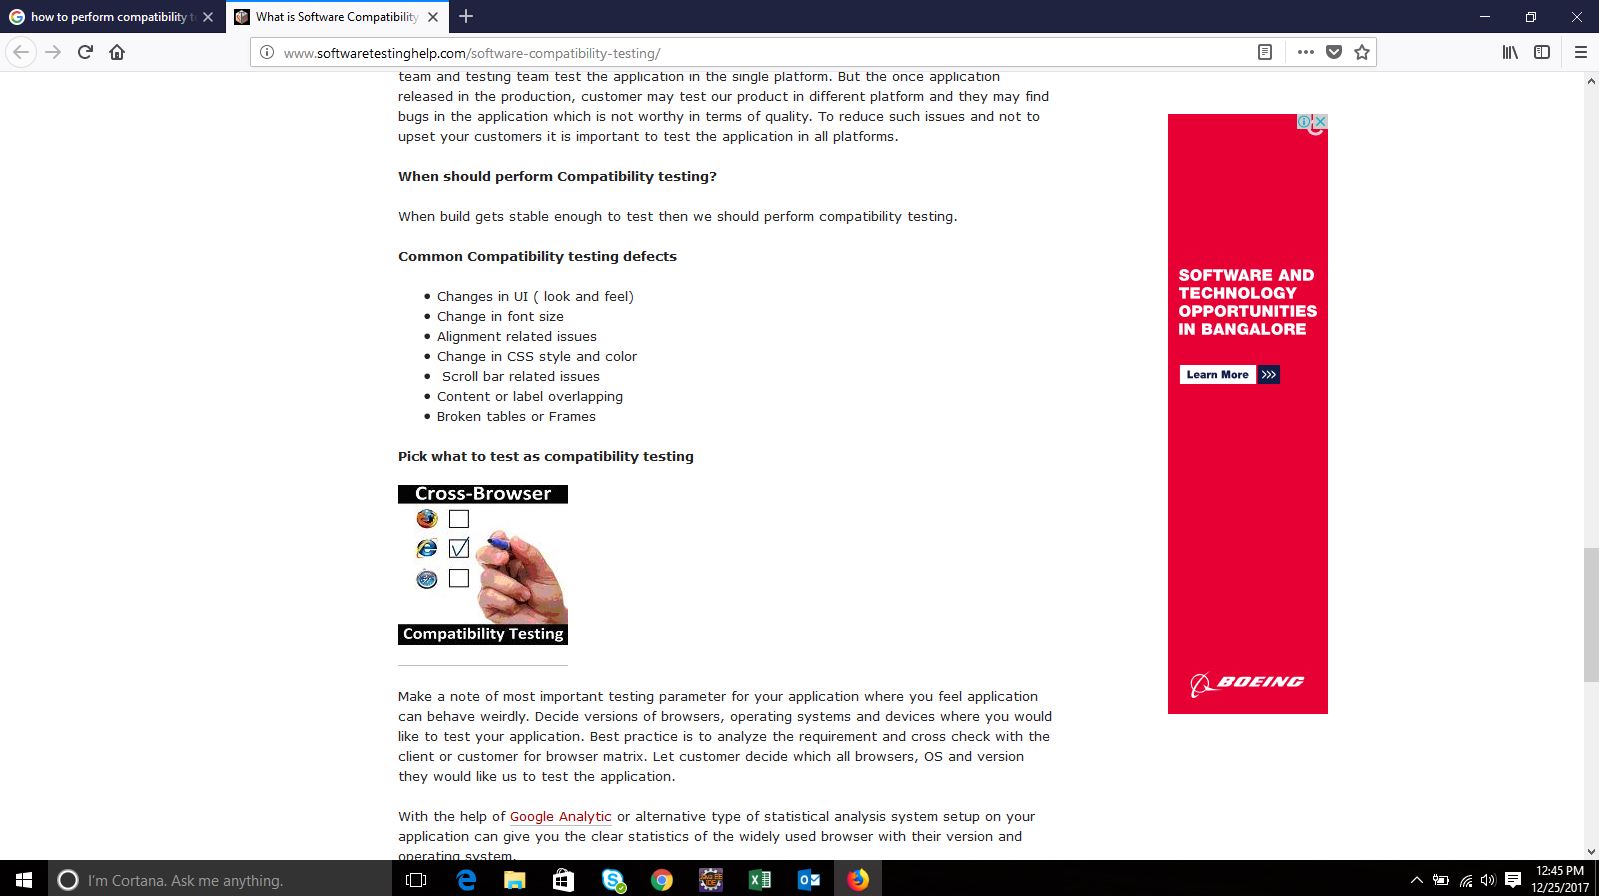 how to perform compatibility t
What is Software Compatibility
www.softwaretestinghelp.com/software-compatibility-testing/
team and testing team test the application in the single platform. But the once application
released in the production, customer may test our product in different platform and they may find
bugs in the application which is not worthy in terms of quality. To reduce such issues and not to
upset your customers it is important to test the application in all platforms.
When should perform Compatibility testing?
When build gets stable enough to test then we should perform compatibility testing.
Common Compatibility testing defects
Changes in UI ( look and feel)
Change in font size
Alignment related issues
Change in CSS style and color
Scroll bar related issues
Content or label overlapping
Broken tables or Frames
Pick what to test as compatibility testing
Cross-Browser
Compatibility Testing
Make a note of most important testing parameter for your application where you feel application
can behave weirdly. Decide versions of browsers, operating systems and devices where you would
like to test your application. Best practice is to analyze the requirement and cross check with the
client or customer for browser matrix. Let customer decide which all browsers, OS and version
they would like us to test the application.
With the help of Google Analytic or alternative type of statistical analysis system setup on your
application can give you the clear statistics of the widely used browser with their version and
operating system.
SOFTWARE AND
TECHNOLOGY
OPPORTUNITIES
IN BANGALORE
Learn More >>>
BOEING
I'm Cortana. Ask me anything.
12:45 PM
12/25/2017